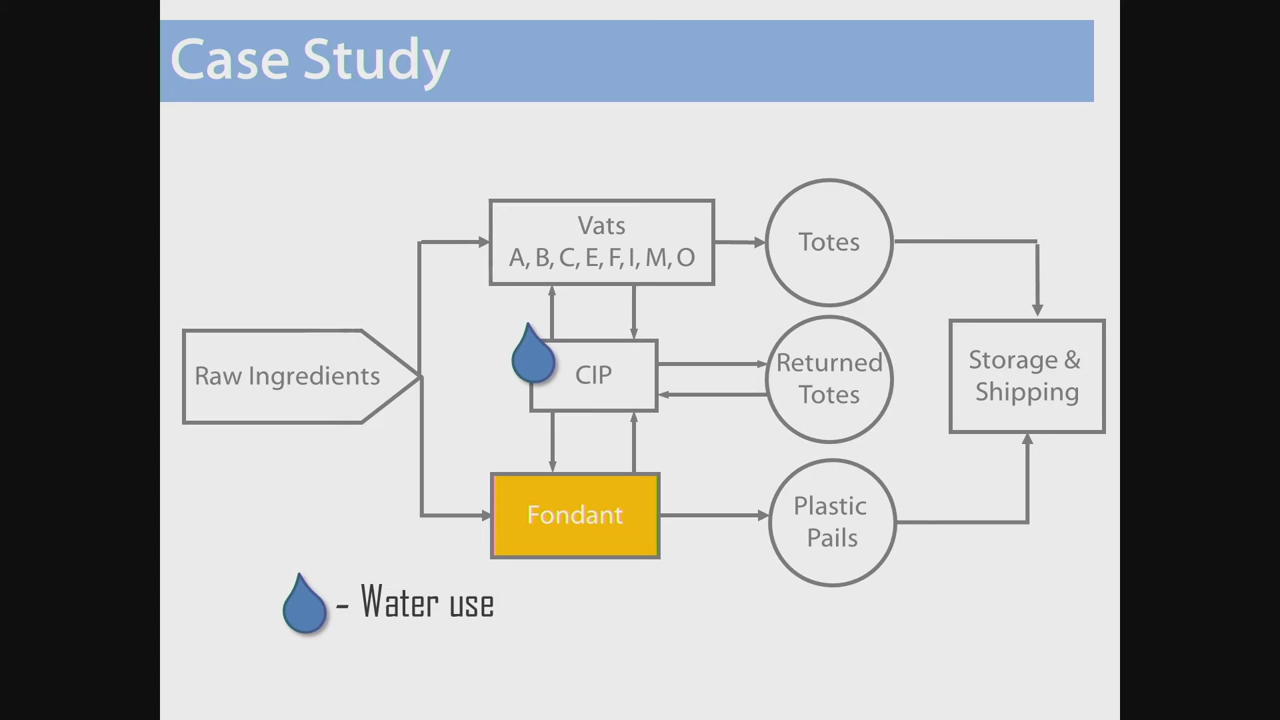 Case Study
Vats
A, B, C, E, F, I, M, O
Totes
Raw Ingredients
CIP
Returned
Totes
Storage &
Shipping
Fondant
Plastic
Pails
- Water use